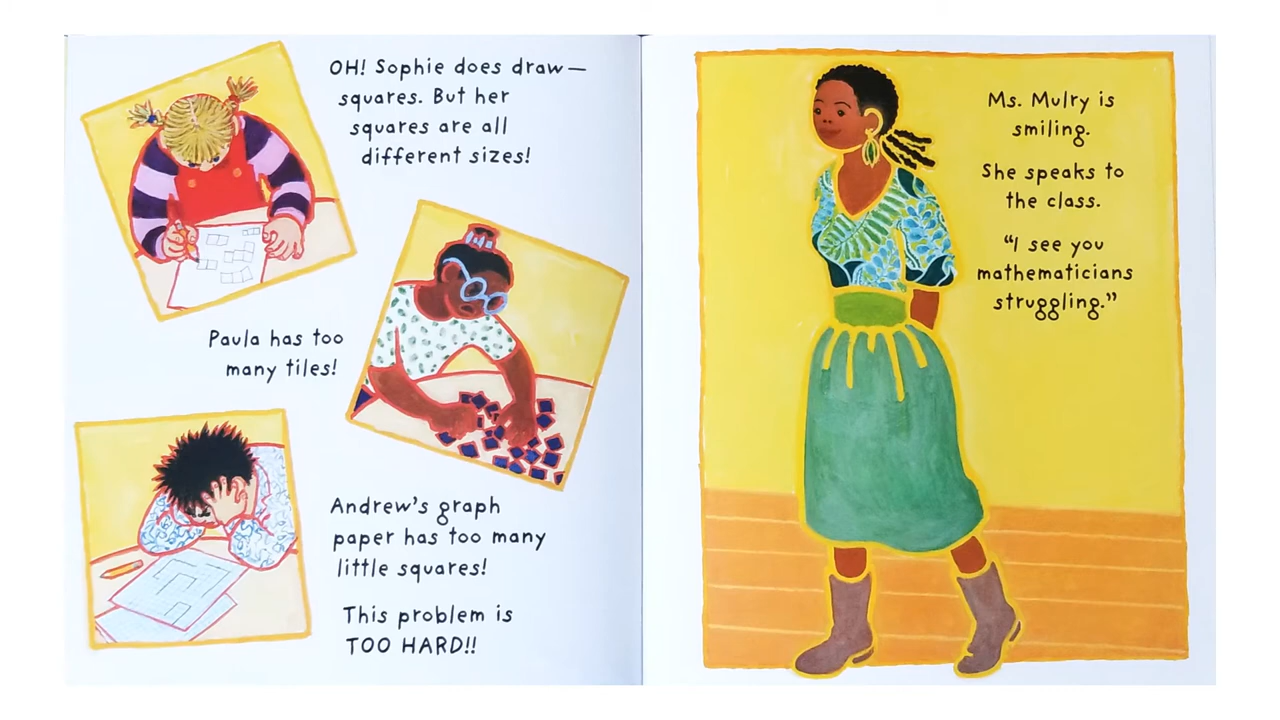 OH! Sophie does draw—
squares. But her
squares are all
different sizes!
Paula has too
many tiles!
Andrew's graph
paper has too many
little squares!
This problem is
TOO HARD!!
Ms. Mulry is
smiling.
She speaks to
the class.
"I see you
mathematicians
struggling."